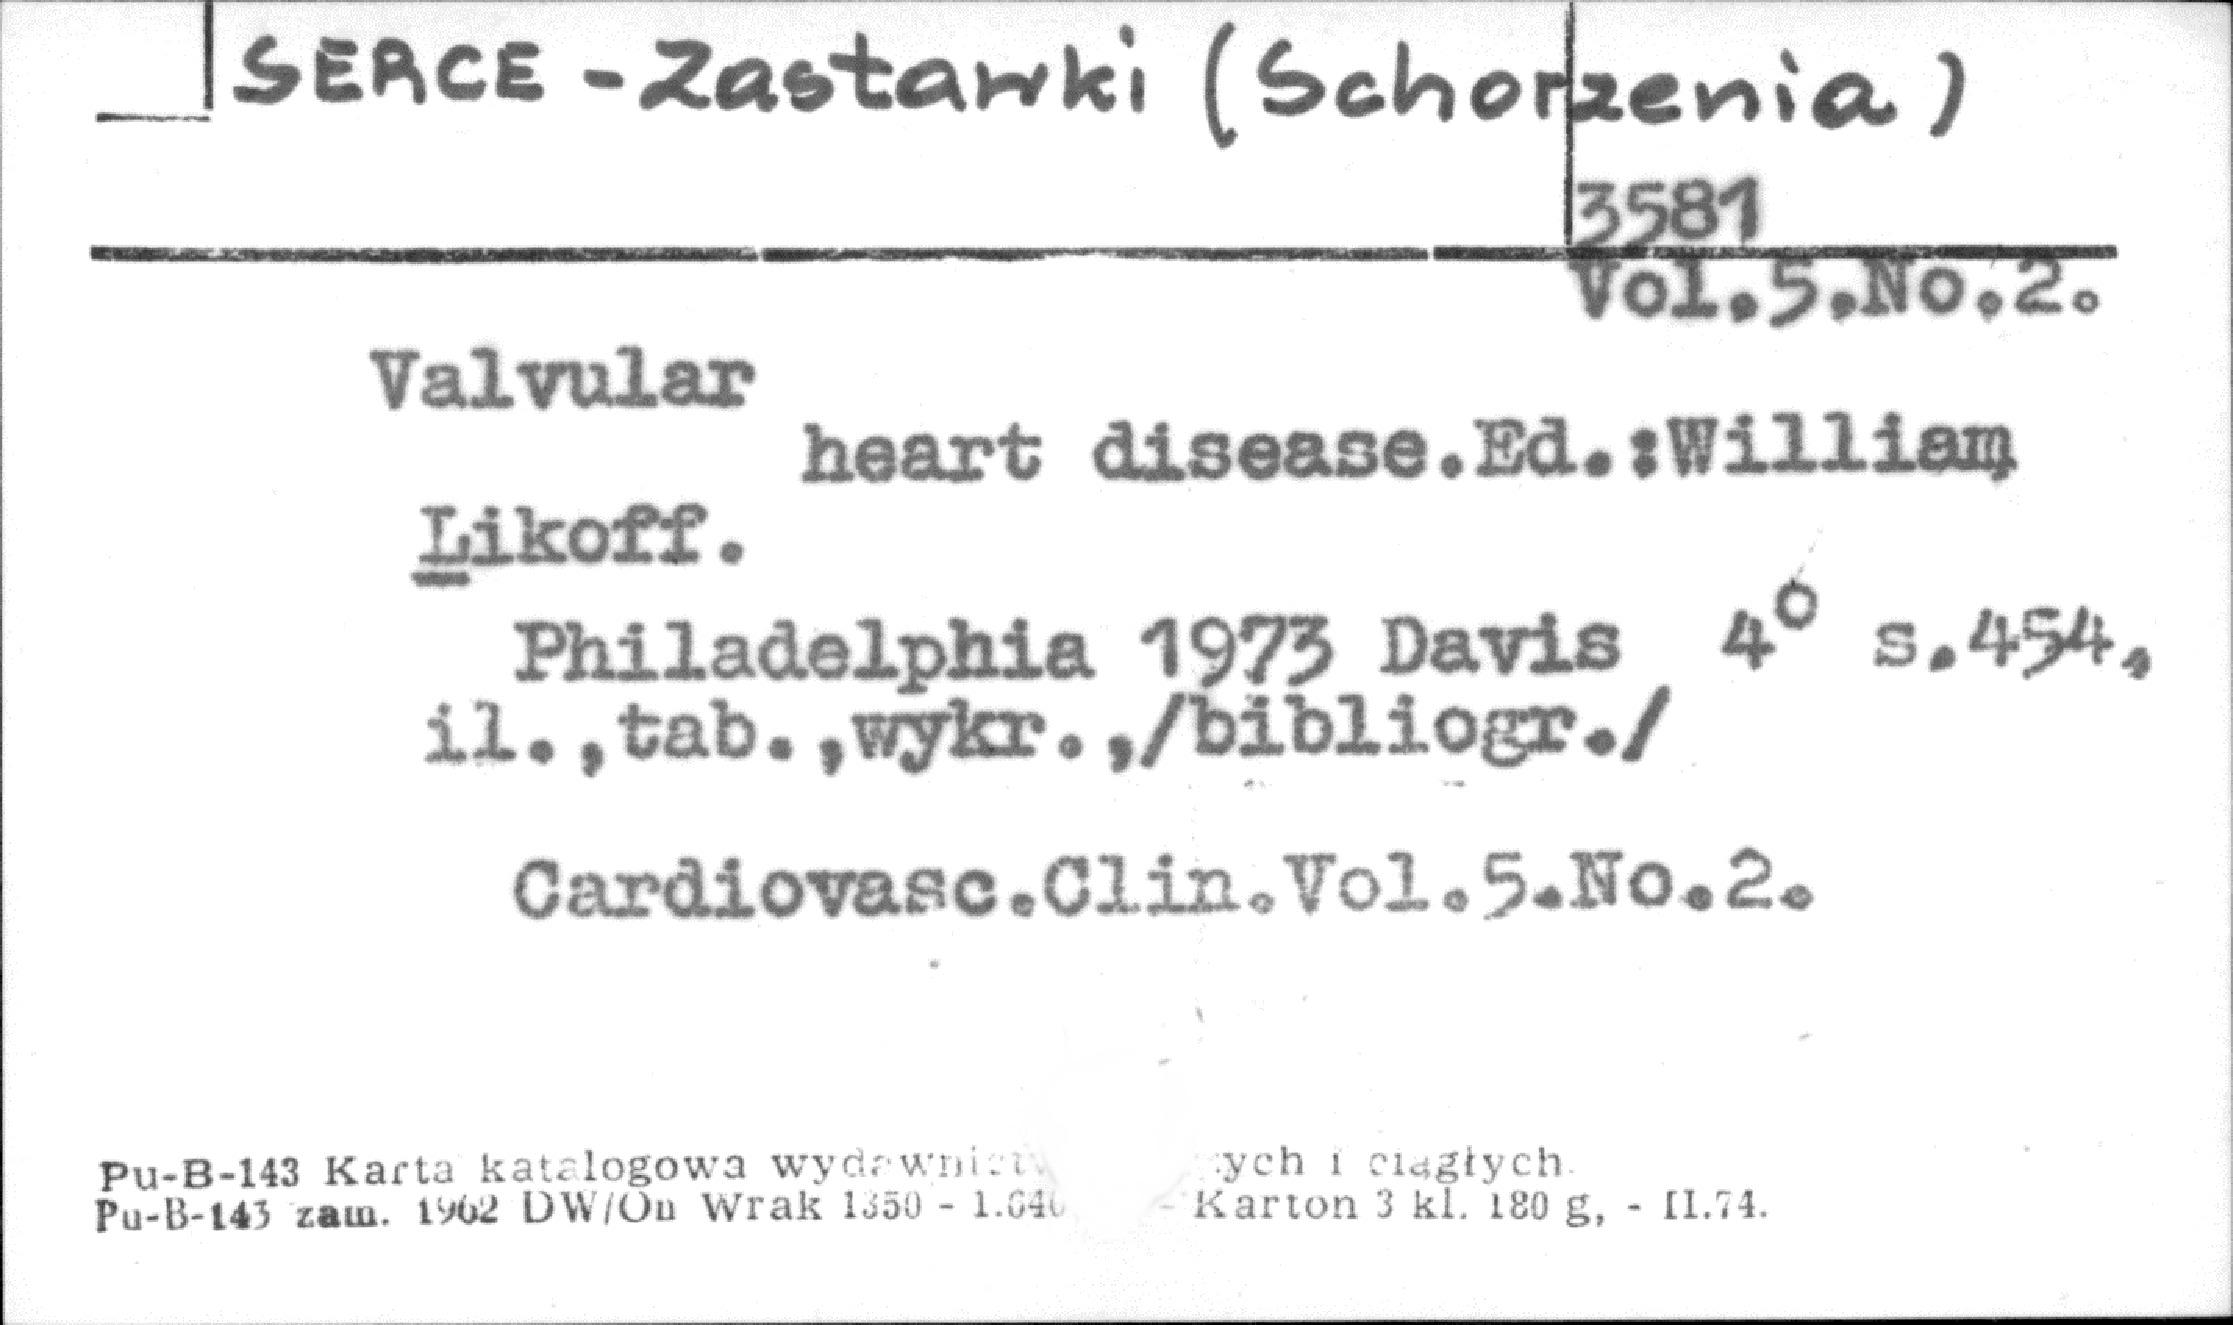 SERCE - Zastawki (Schorzenia)
3581
Vol.5.No.2.
Valvular
heart disease.Ed.:William
Likoff.
Philadelphia 1973 Davis 4° s.454,
il.,tab.,wykr.,/bibliogr./
Cardiovasc.Clin.Vol.5.No.2.
Pu-B-143 Karta katalogowa i ciągłych.
Pu-B-143 zam. 1962 DW/On Wrak 1350 - Karton 3 kl. 180 g, - II.74.